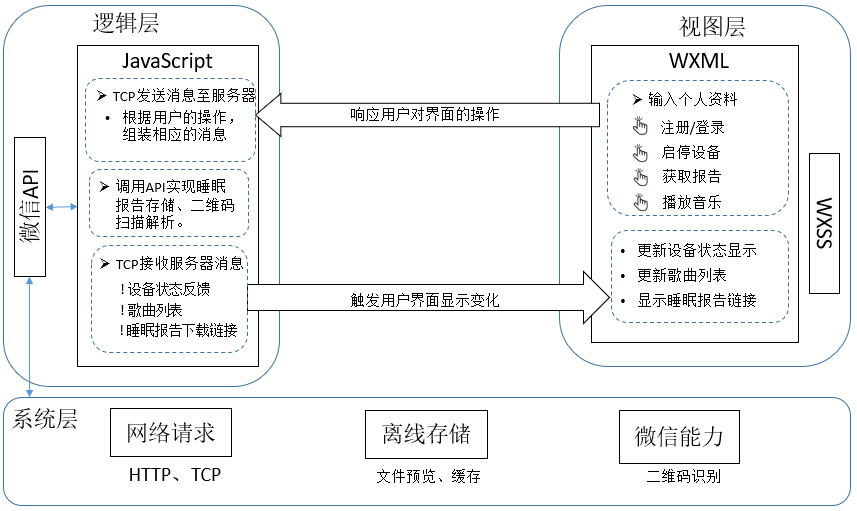 逻辑层
JavaScript
TCP发送消息至服务器
• 根据用户的操作，
组装相应的消息
调用API实现睡眠
报告存储、二维码
扫描解析。
TCP接收服务器消息
!设备状态反馈
!歌曲列表
!睡眠报告下载链接
微信API
响应用户对界面的操作
触发用户界面显示变化
视图层
WXML
输入个人资料
注册/登录
启停设备
获取报告
播放音乐
• 更新设备状态显示
• 更新歌曲列表
• 显示睡眠报告链接
WXSS
系统层
网络请求
HTTP、TCP
离线存储
文件预览、缓存
微信能力
二维码识别